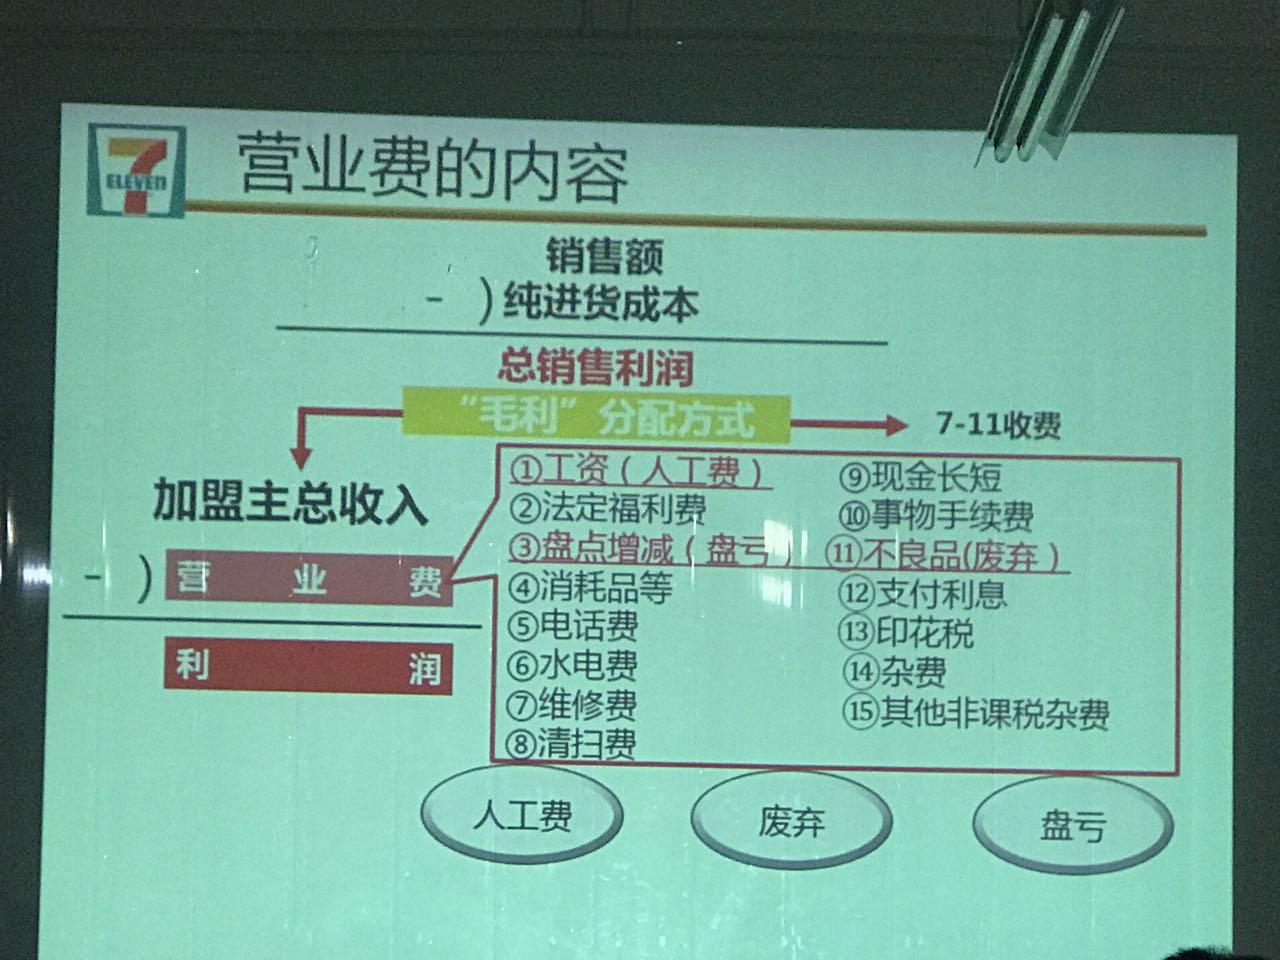 7
ELEVEN
营业费的内容
销售额
- )纯进货成本
总销售利润
“毛利”分配方式
7-11收费
加盟主总收入
- )营业费
利润
①工资（人工费）
②法定福利费
③盘点增减（盘亏）
④消耗品等
⑤电话费
⑥水电费
⑦维修费
⑧清扫费
⑨现金长短
⑩事物手续费
⑪不良品(废弃）
⑫支付利息
⑬印花税
⑭杂费
⑮其他非课税杂费
人工费
废弃
盘亏